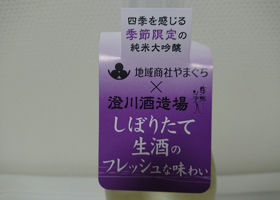 四季を感じる
季節限定の
純米大吟醸
地域商社やまぐち
×
澄川酒造場
しぼりたて
生酒の
フレッシュな味わい